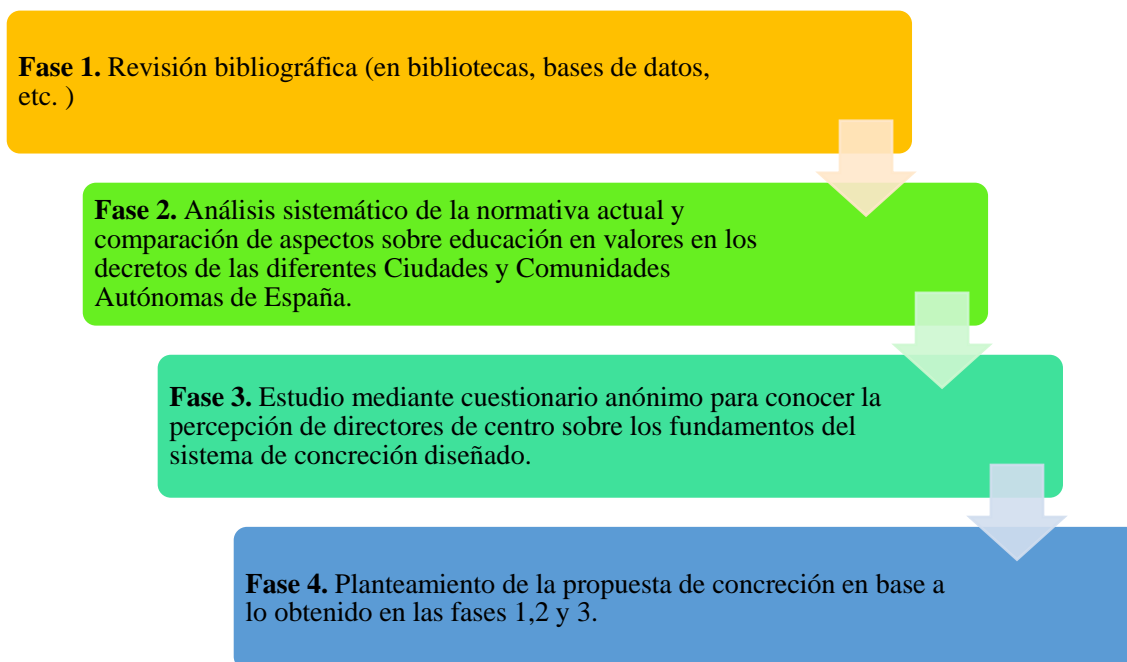 Fase 1. Revisión bibliográfica (en bibliotecas, bases de datos,
etc. )
Fase 2. Análisis sistemático de la normativa actual y
comparación de aspectos sobre educación en valores en los
decretos de las diferentes Ciudades y Comunidades
Autónomas de España.
Fase 3. Estudio mediante cuestionario anónimo para conocer la
percepción de directores de centro sobre los fundamentos del
sistema de concreción diseñado.
Fase 4. Planteamiento de la propuesta de concreción en base a
lo obtenido en las fases 1,2 y 3.